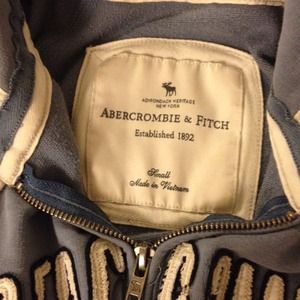 ADIRONDACK HERITAGE
NEW YORK
ABERCROMBIE & FITCH
Established 1892
Small
Made in Vietnam